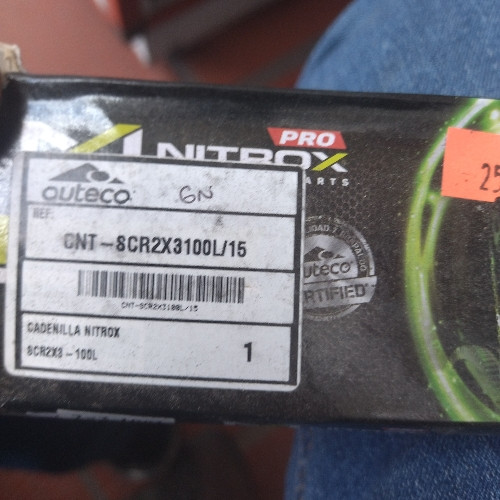 PRO
NITROX
ARTS
auteco GN
REF:
CNT-SCR2X3100L/15
CNT-SCR2X3100L/15
CADENILLA NITROX
SCR2X3-100L 1
auteco
CERTIFIED
25